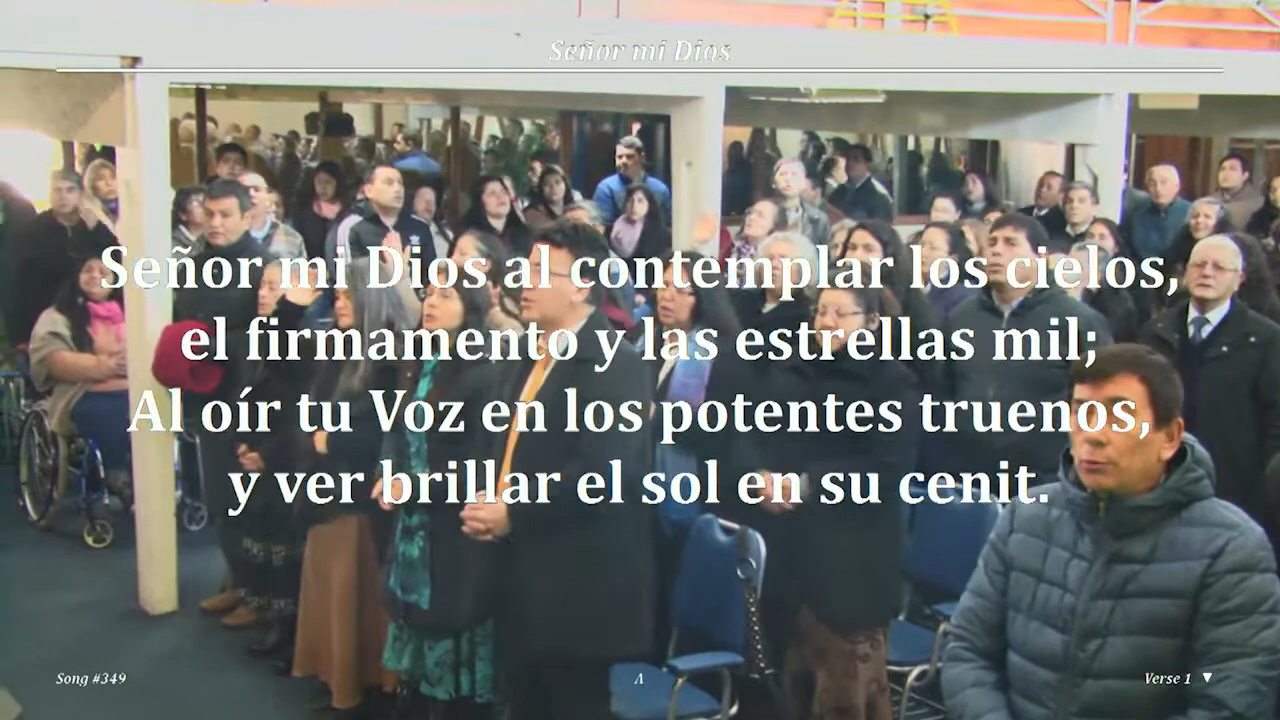 Señor mi Dios
Señor mi Dios al contemplar los cielos,
el firmamento y las estrellas mil;
Al oír tu Voz en los potentes truenos,
y ver brillar el sol en su cenit.
Song #349
Λ
Verse 1 ▼